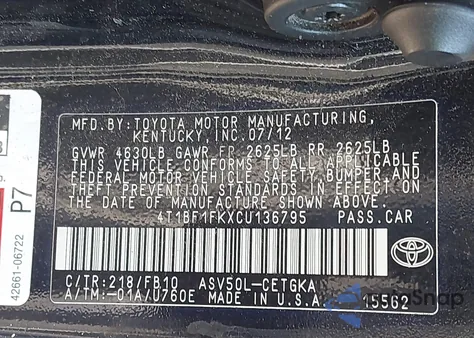 MFD.BY: TOYOTA MOTOR MANUFACTURING,
KENTUCKY, INC. 07/12
GVWR 4630LB GAWR FR 2625LB RR 2625LB
THIS VEHICLE CONFORMS TO ALL APPLICABLE
FEDERAL MOTOR VEHICLE SAFETY, BUMPER, AND
THEFT PREVENTION STANDARDS IN EFFECT ON
THE DATE OF MANUFACTURE SHOWN ABOVE.
4T1BF1FKXCU136795 PASS.CAR
C/TR:218/FB10 ASV50L-CETGKA
A/TM:-01A/U760E MADE IN U.S.A. 15562
TOYOTA
P7
42661-06722